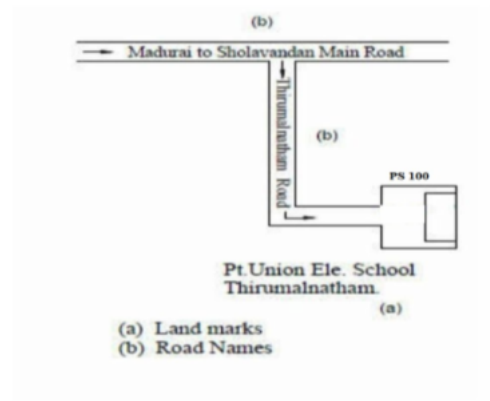 (b)
Madurai to Sholavandan Main Road
Thirumalnatham Road
(b)
PS 100
Pt.Union Ele. School
Thirumalnatham.
(a)
(a) Land marks
(b) Road Names